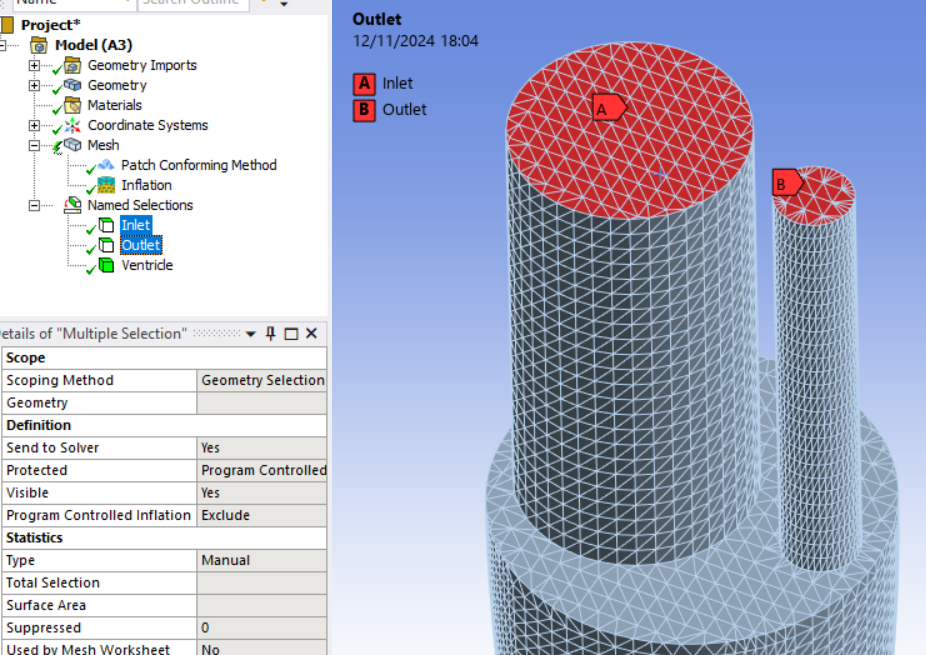 Name
Search Outline
Project*
Model (A3)
Geometry Imports
Geometry
Materials
Coordinate Systems
Mesh
Patch Conforming Method
Inflation
Named Selections
Inlet
Outlet
Ventricle
etails of "Multiple Selection"
Scope
Scoping Method Geometry Selection
Geometry
Definition
Send to Solver Yes
Protected Program Controlled
Visible Yes
Program Controlled Inflation Exclude
Statistics
Type Manual
Total Selection
Surface Area
Suppressed 0
Used by Mesh Worksheet No
Outlet
12/11/2024 18:04
A Inlet
B Outlet
A
B